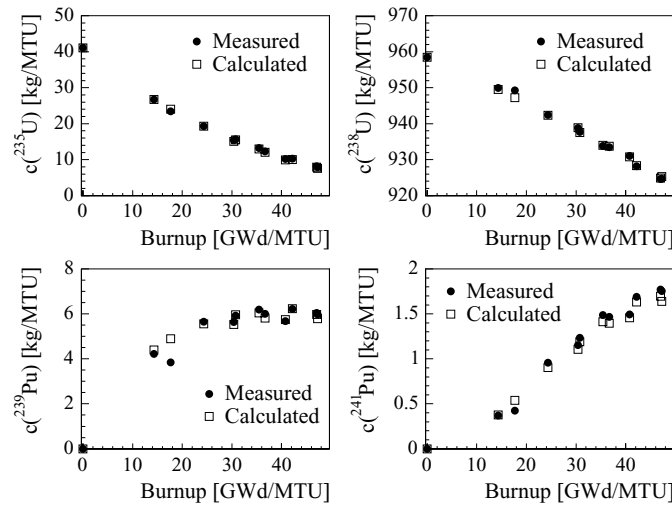 c(²³⁵U) [kg/MTU]
50
40
30
20
10
0
Measured
Calculated
0 10 20 30 40
Burnup [GWd/MTU]
c(²³⁸U) [kg/MTU]
970
960
950
940
930
920
Measured
Calculated
0 10 20 30 40
Burnup [GWd/MTU]
c(²³⁹Pu) [kg/MTU]
8
6
4
2
0
Measured
Calculated
0 10 20 30 40
Burnup [GWd/MTU]
c(²⁴¹Pu) [kg/MTU]
2
1.5
1
0.5
0
Measured
Calculated
0 10 20 30 40
Burnup [GWd/MTU]